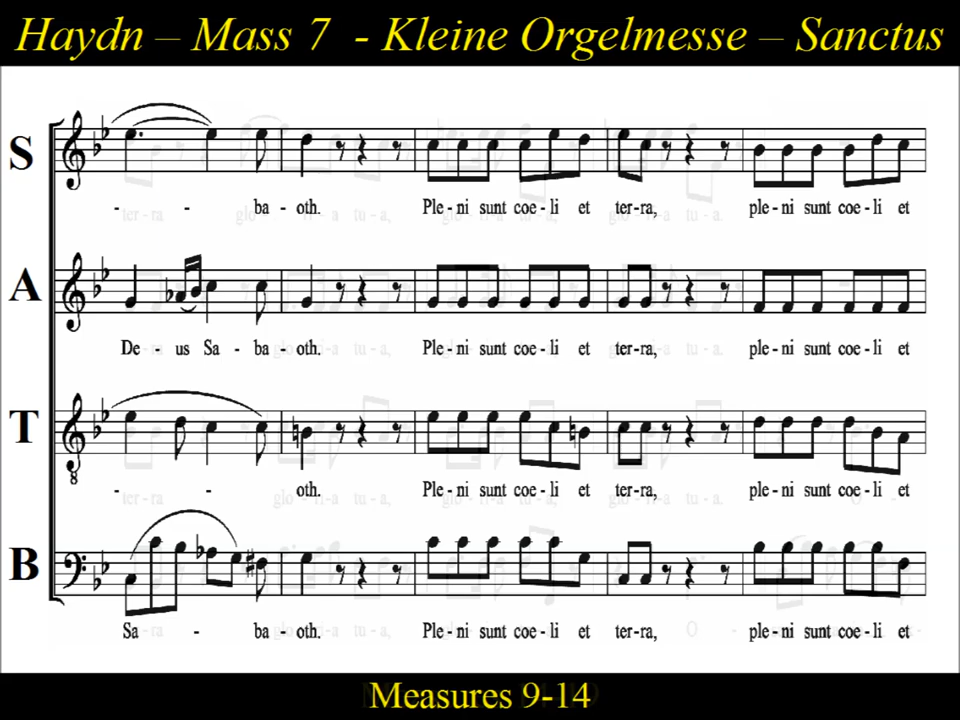 Haydn – Mass 7 - Kleine Orgelmesse – Sanctus
S
- - ba - oth. Ple - ni sunt coe - li et ter - ra, ple - ni sunt coe - li et
A
De - us Sa - ba - oth. Ple - ni sunt coe - li et ter - ra, ple - ni sunt coe - li et
T
8
- - oth. Ple - ni sunt coe - li et ter - ra, ple - ni sunt coe - li et
B
Sa - ba - oth. Ple - ni sunt coe - li et ter - ra, ple - ni sunt coe - li et
Measures 9-14